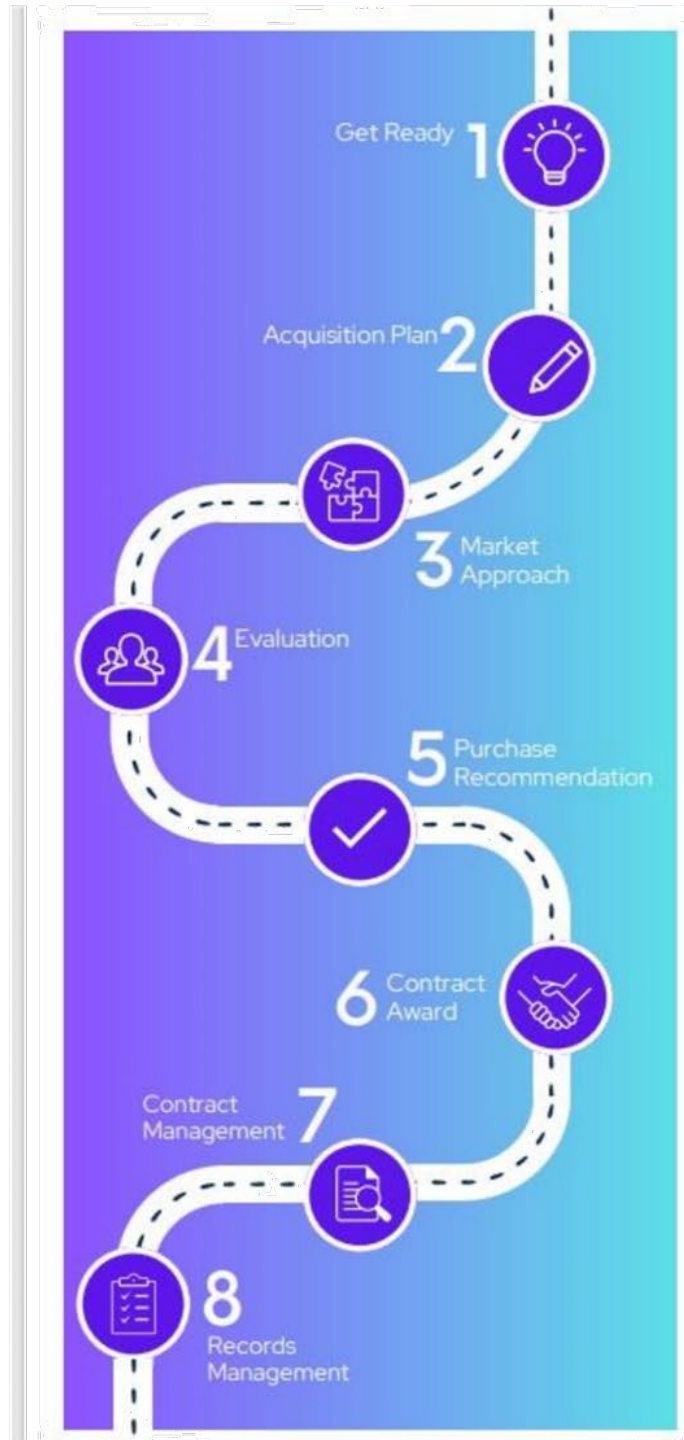 Get Ready 1
Acquisition Plan 2
3 Market
Approach
4 Evaluation
5 Purchase
Recommendation
6 Contract
Award
Contract
Management 7
8
Records
Management